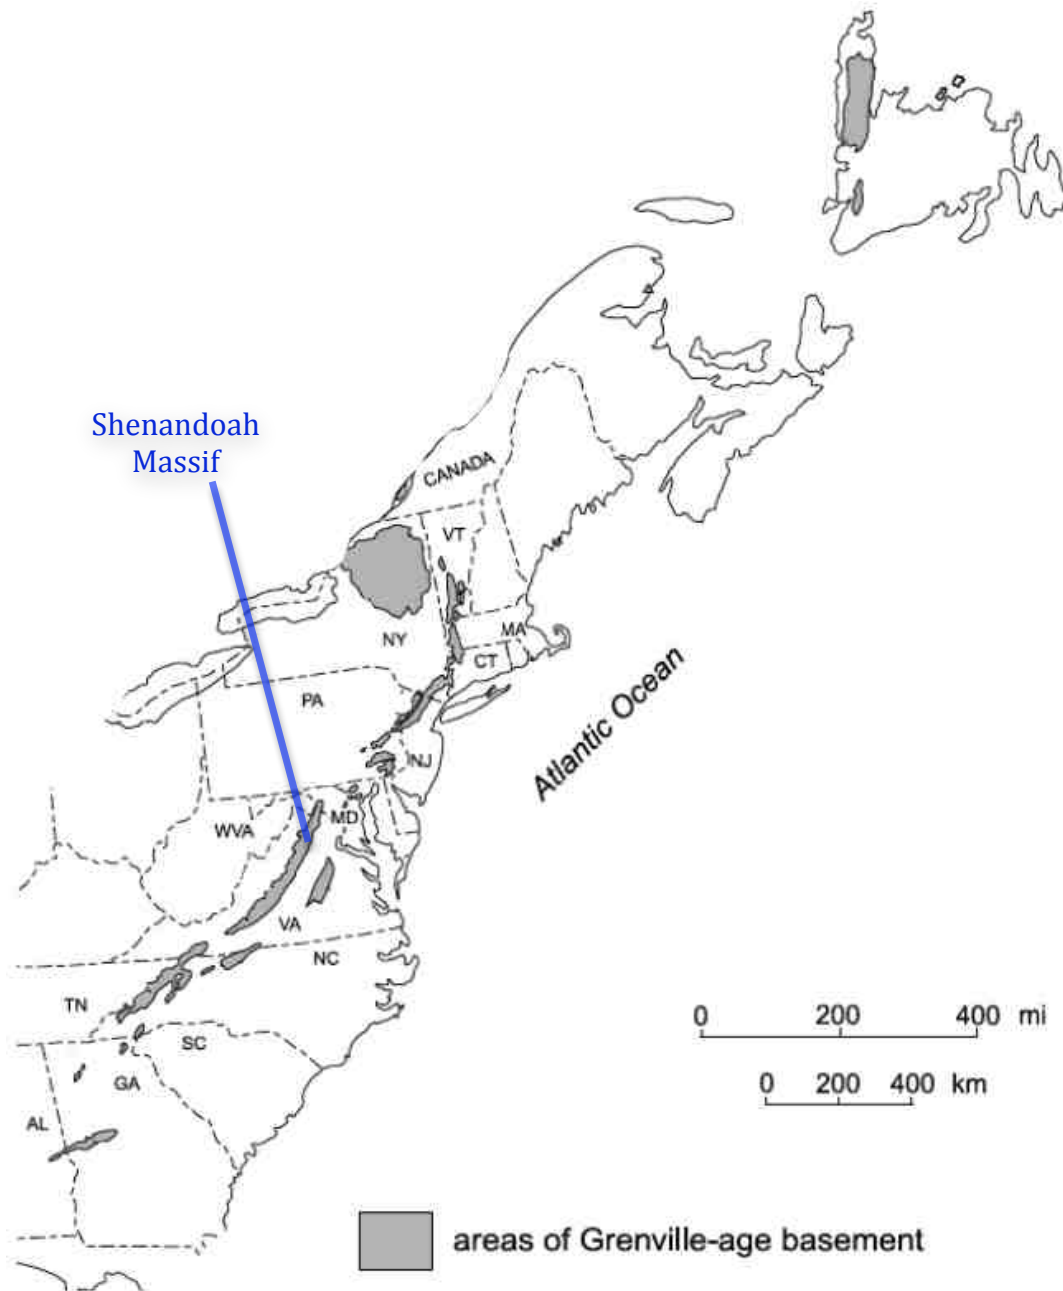 Shenandoah
Massif
CANADA
VT
NY
MA
CT
PA
NJ
Atlantic Ocean
WVA
MD
VA
NC
TN
SC
GA
AL
0 200 400 mi
0 200 400 km
areas of Grenville-age basement